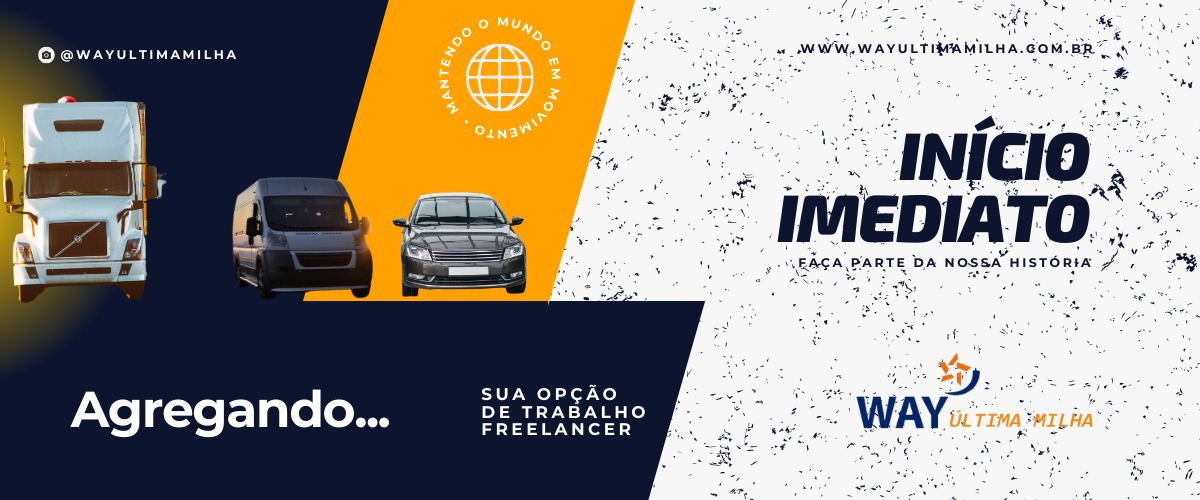 @WAYULTIMAMILHA
MANTENDO O MUNDO EM MOVIMENTO •
WWW.WAYULTIMAMILHA.COM.BR
INÍCIO
IMEDIATO
FAÇA PARTE DA NOSSA HISTÓRIA
Agregando...
SUA OPÇÃO
DE TRABALHO
FREELANCER
WAY ÚLTIMA MILHA